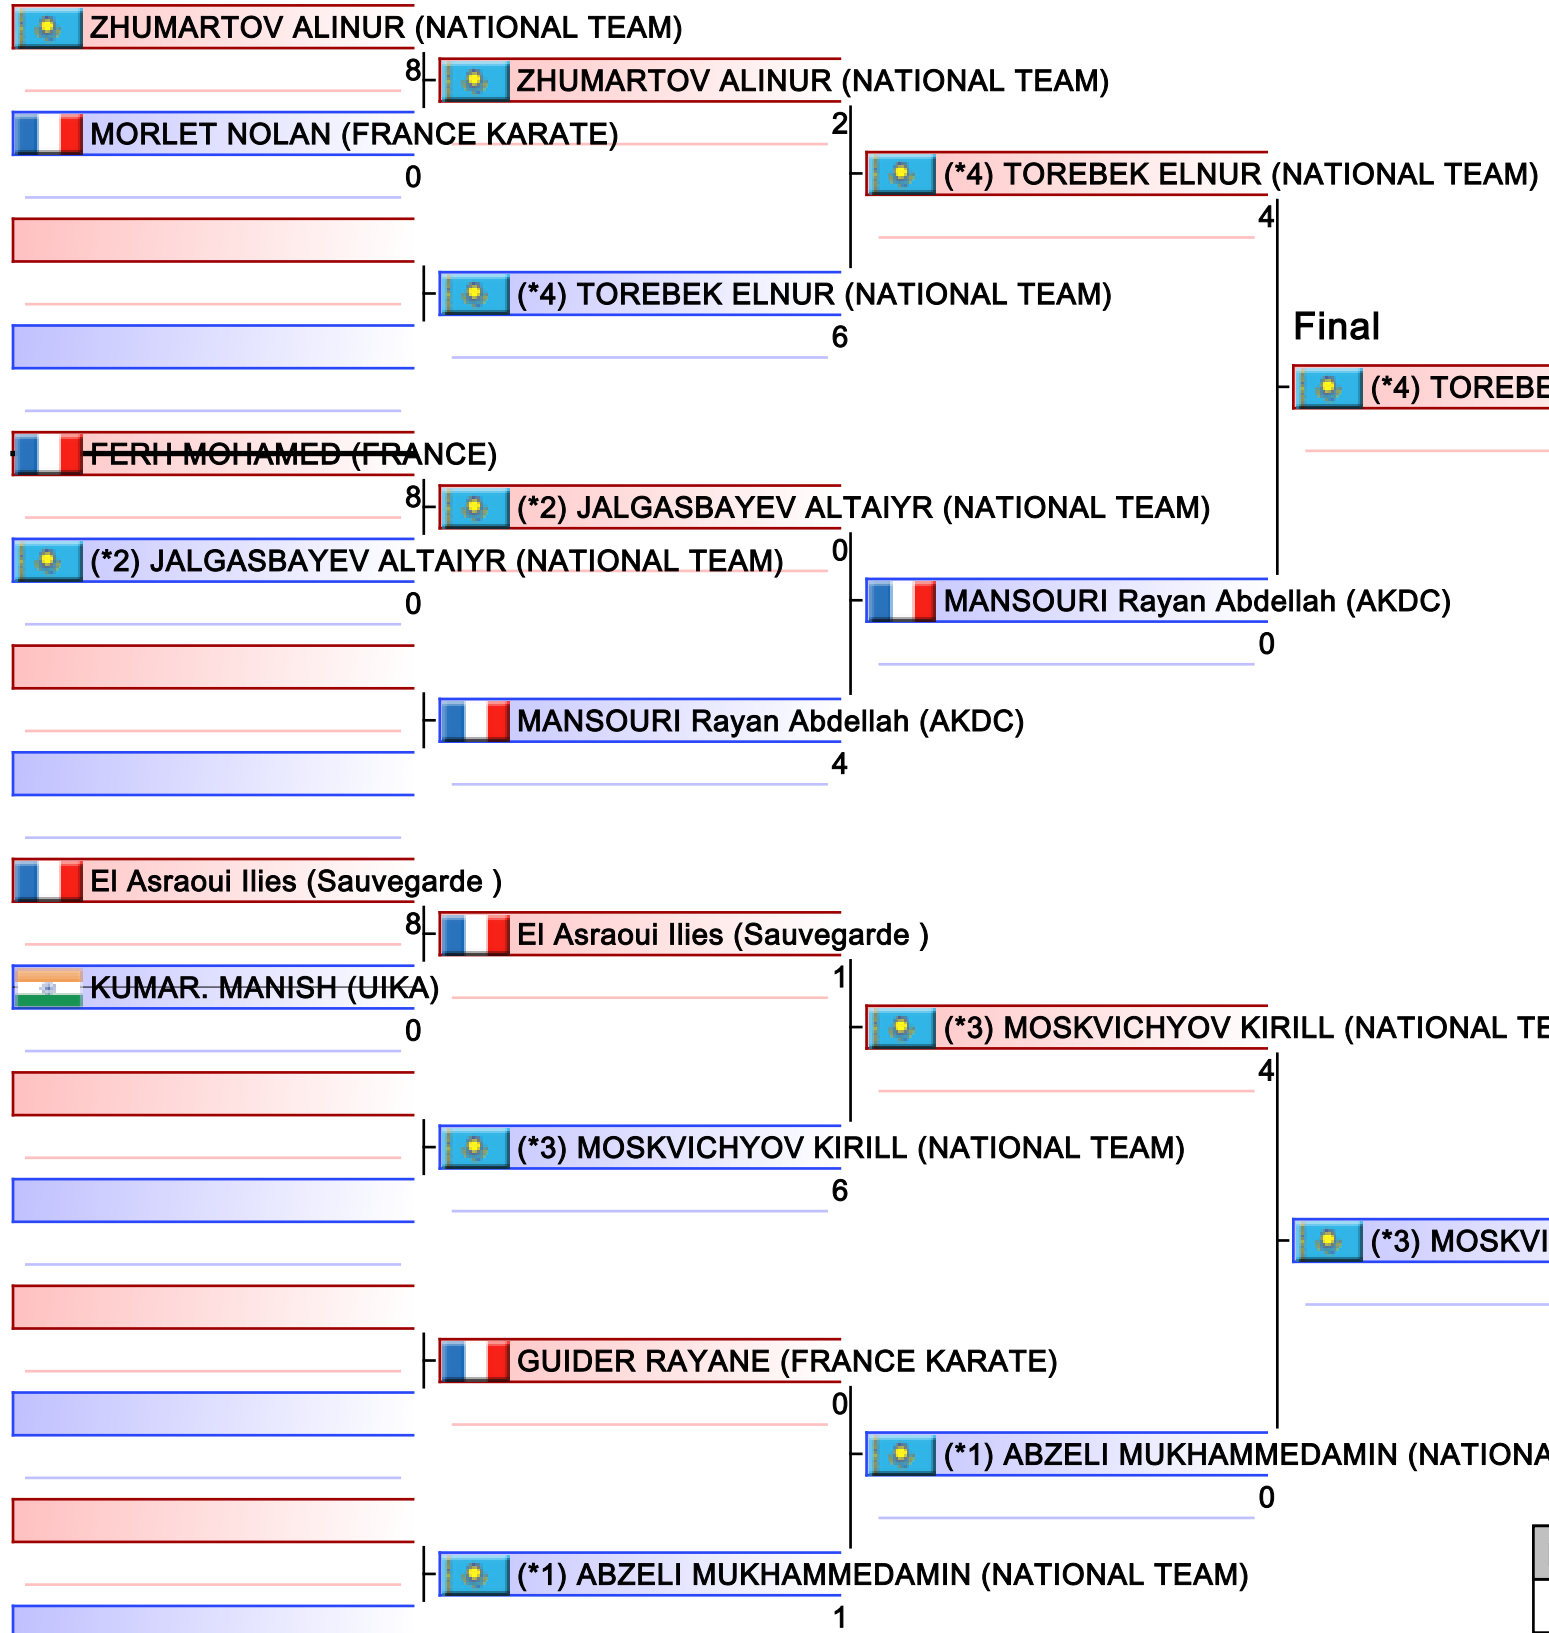 ZHUMARTOV ALINUR (NATIONAL TEAM)
8
ZHUMARTOV ALINUR (NATIONAL TEAM)
2
MORLET NOLAN (FRANCE KARATE)
0
(*4) TOREBEK ELNUR (NATIONAL TEAM)
4
(*4) TOREBEK ELNUR (NATIONAL TEAM)
6
Final
(*4) TOREBE
FERH MOHAMED (FRANCE)
8
(*2) JALGASBAYEV ALTAIYR (NATIONAL TEAM)
0
(*2) JALGASBAYEV ALTAIYR (NATIONAL TEAM)
0
MANSOURI Rayan Abdellah (AKDC)
0
MANSOURI Rayan Abdellah (AKDC)
4
El Asraoui Ilies (Sauvegarde )
8
El Asraoui Ilies (Sauvegarde )
1
KUMAR. MANISH (UIKA)
0
(*3) MOSKVICHYOV KIRILL (NATIONAL TE
4
(*3) MOSKVICHYOV KIRILL (NATIONAL TEAM)
6
(*3) MOSKVI
GUIDER RAYANE (FRANCE KARATE)
0
(*1) ABZELI MUKHAMMEDAMIN (NATIONA
0
(*1) ABZELI MUKHAMMEDAMIN (NATIONAL TEAM)
1